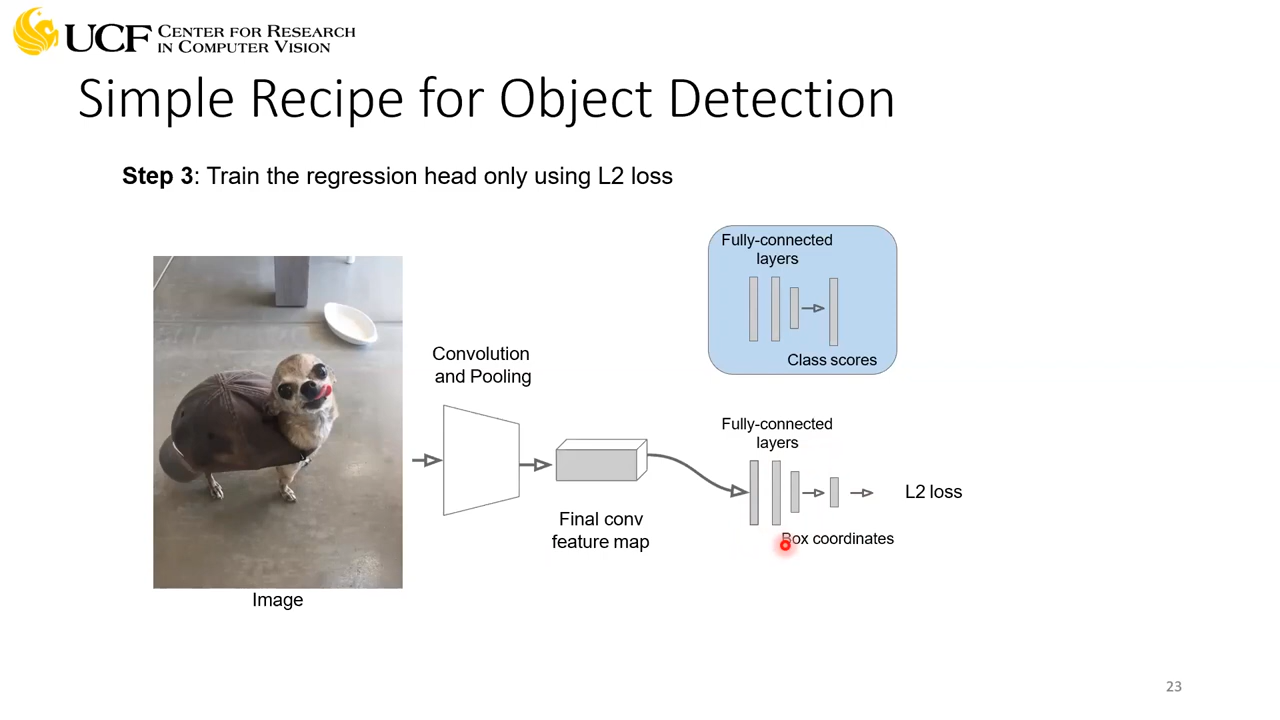 UCF CENTER FOR RESEARCH
IN COMPUTER VISION
Simple Recipe for Object Detection
Step 3: Train the regression head only using L2 loss
Fully-connected
layers
Class scores
Convolution
and Pooling
Fully-connected
layers
L2 loss
Box coordinates
Final conv
feature map
Image
23